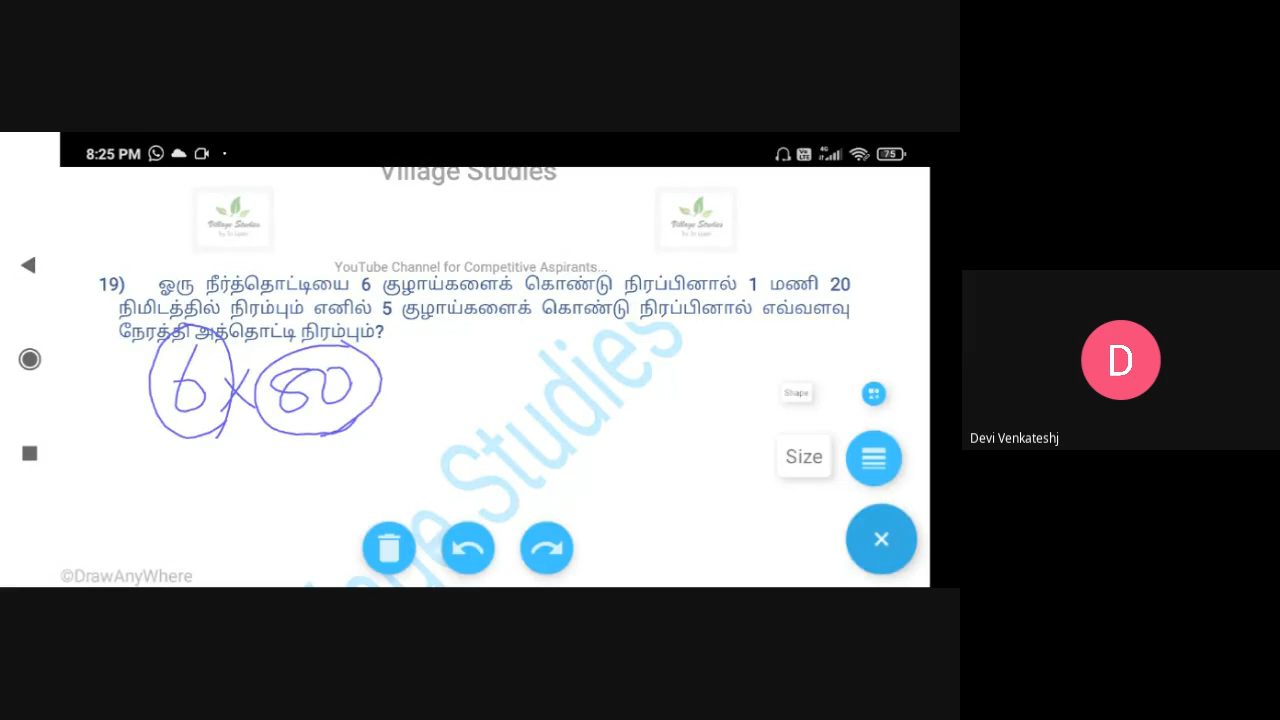 8:25 PM
4G
75
Village Studies
Village Studies
Village Studies
YouTube Channel for Competitive Aspirants...
19) ஓரு நீர்த்தொட்டியை 6 குழாய்களைக் கொண்டு நிரப்பினால் 1 மணி 20
நிமிடத்தில் நிரம்பும் எனில் 5 குழாய்களைக் கொண்டு நிரப்பினால் எவ்வளவு
நேரத்தி அத்தொட்டி நிரம்பும்?
6 x 80
Shape
Size
©DrawAnyWhere
D
Devi Venkateshj